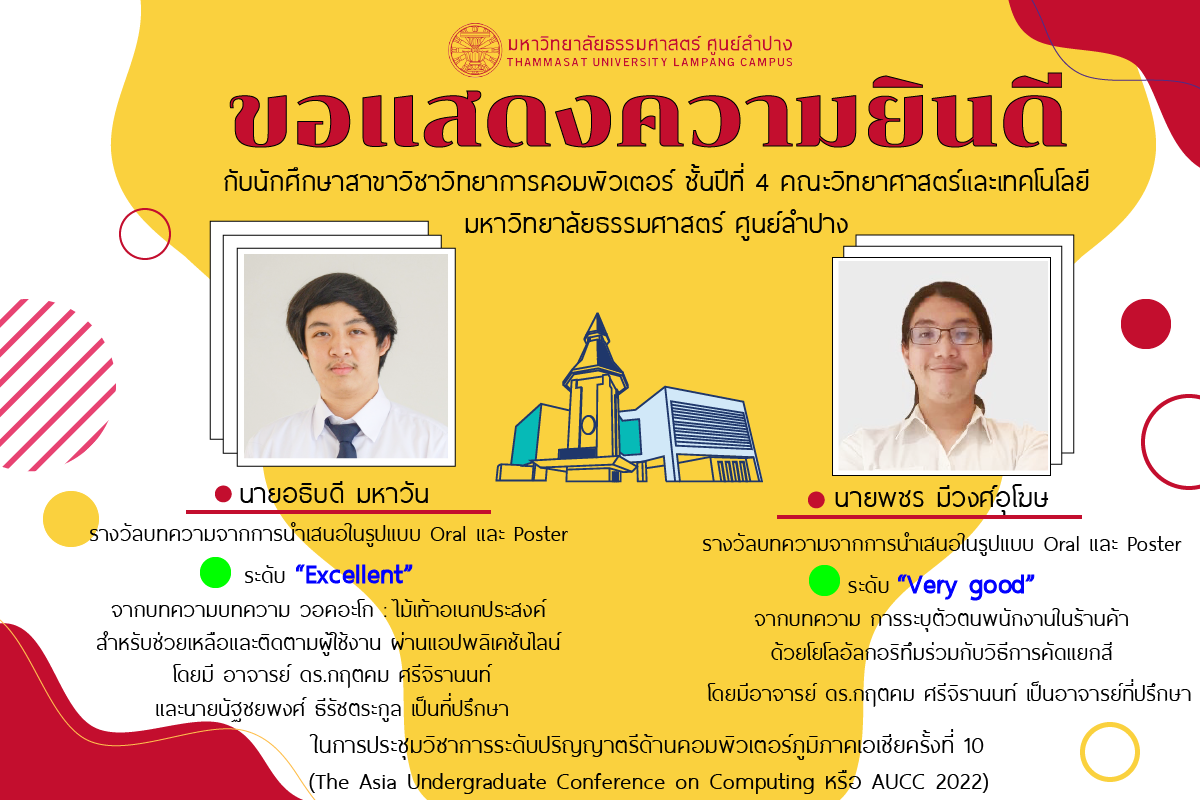 มหาวิทยาลัยธรรมศาสตร์ ศูนย์ลำปาง
THAMMASAT UNIVERSITY LAMPANG CAMPUS
ขอแสดงความยินดี
กับนักศึกษาสาขาวิชาวิทยาการคอมพิวเตอร์ ชั้นปีที่ 4 คณะวิทยาศาสตร์และเทคโนโลยี
มหาวิทยาลัยธรรมศาสตร์ ศูนย์ลำปาง
นายอธิบดี มหาวัน
รางวัลบทความจากการนำเสนอในรูปแบบ Oral และ Poster
ระดับ “Excellent”
จากบทความบทความ วอคอะโก : ไม้เท้าอเนกประสงค์
สำหรับช่วยเหลือและติดตามผู้ใช้งาน ผ่านแอปพลิเคชันไลน์
โดยมี อาจารย์ ดร.กฤตคม ศรีจิรานนท์
และนายนัฐชยพงศ์ ธีรัชตระกูล เป็นที่ปรึกษา
นายพชร มีวงศ์อุโฆษ
รางวัลบทความจากการนำเสนอในรูปแบบ Oral และ Poster
ระดับ “Very good”
จากบทความ การระบุตัวตนพนักงานในร้านค้า
ด้วยโยโลอัลกอริทึมร่วมกับวิธีการคัดแยกสี
โดยมีอาจารย์ ดร.กฤตคม ศรีจิรานนท์ เป็นอาจารย์ที่ปรึกษา
ในการประชุมวิชาการระดับปริญญาตรีด้านคอมพิวเตอร์ภูมิภาคเอเชียครั้งที่ 10
(The Asia Undergraduate Conference on Computing หรือ AUCC 2022)